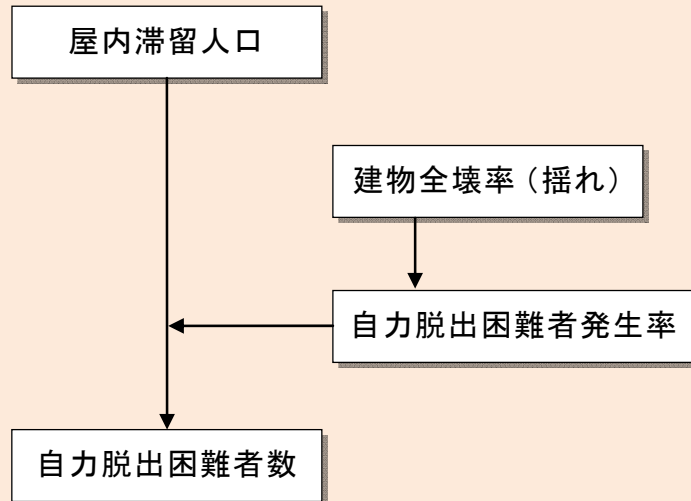 屋内滞留人口
建物全壊率（揺れ）
自力脱出困難者発生率
自力脱出困難者数